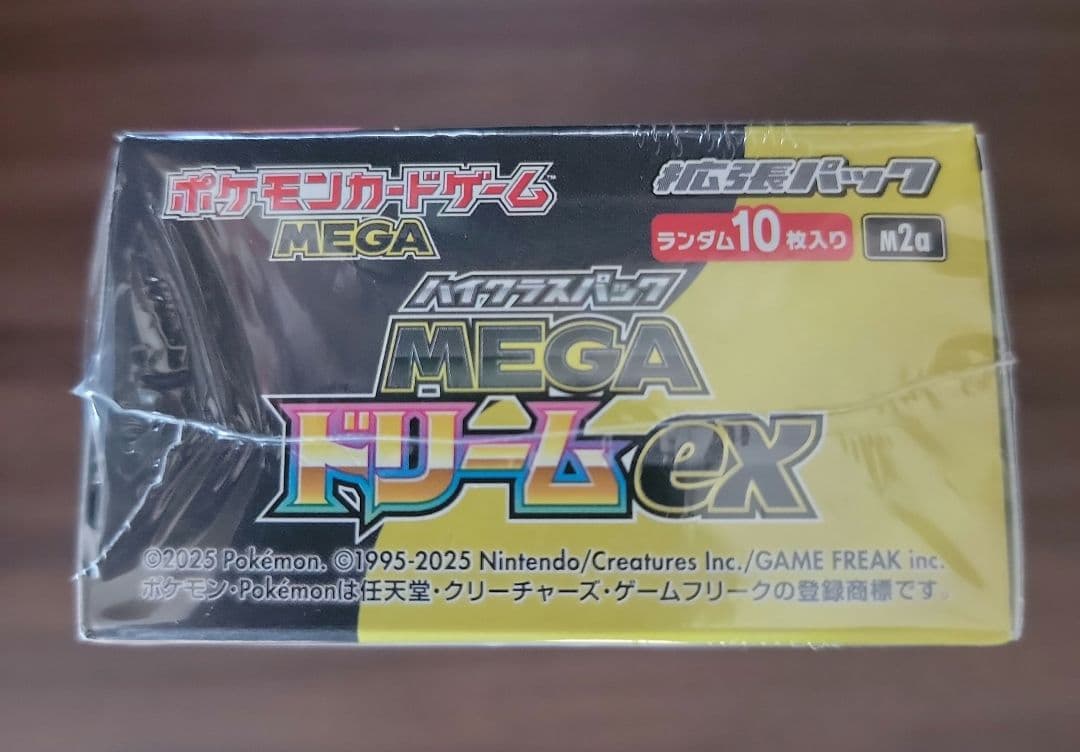 ポケモンカードゲーム™
MEGA
拡張パック
ランダム10枚入り
M2a
ハイクラスパック
MEGA
ドリームex
©2025 Pokémon. ©1995-2025 Nintendo/Creatures Inc./GAME FREAK inc.
ポケモン・Pokémonは任天堂・クリーチャーズ・ゲームフリークの登録商標です。